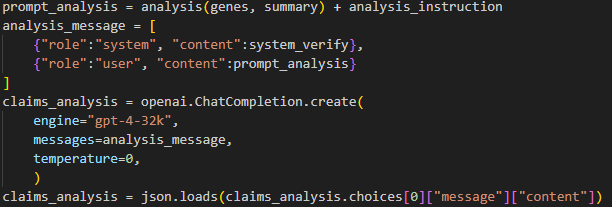 prompt_analysis = analysis(genes, summary) + analysis_instruction
analysis_message = [
    {"role":"system", "content":system_verify},
    {"role":"user", "content":prompt_analysis}
]
claims_analysis = openai.ChatCompletion.create(
    engine="gpt-4-32k",
    messages=analysis_message,
    temperature=0,
    )
claims_analysis = json.loads(claims_analysis.choices[0]["message"]["content"])